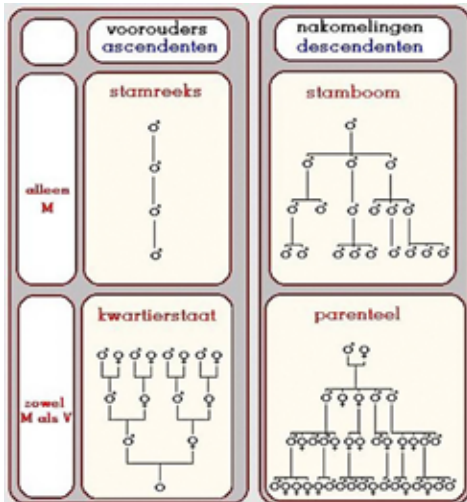 voorouders
ascendenten
nakomelingen
descendenten
stamreeks
stamboom
alleen
M
kwartierstaat
parenteel
zowel
M als V